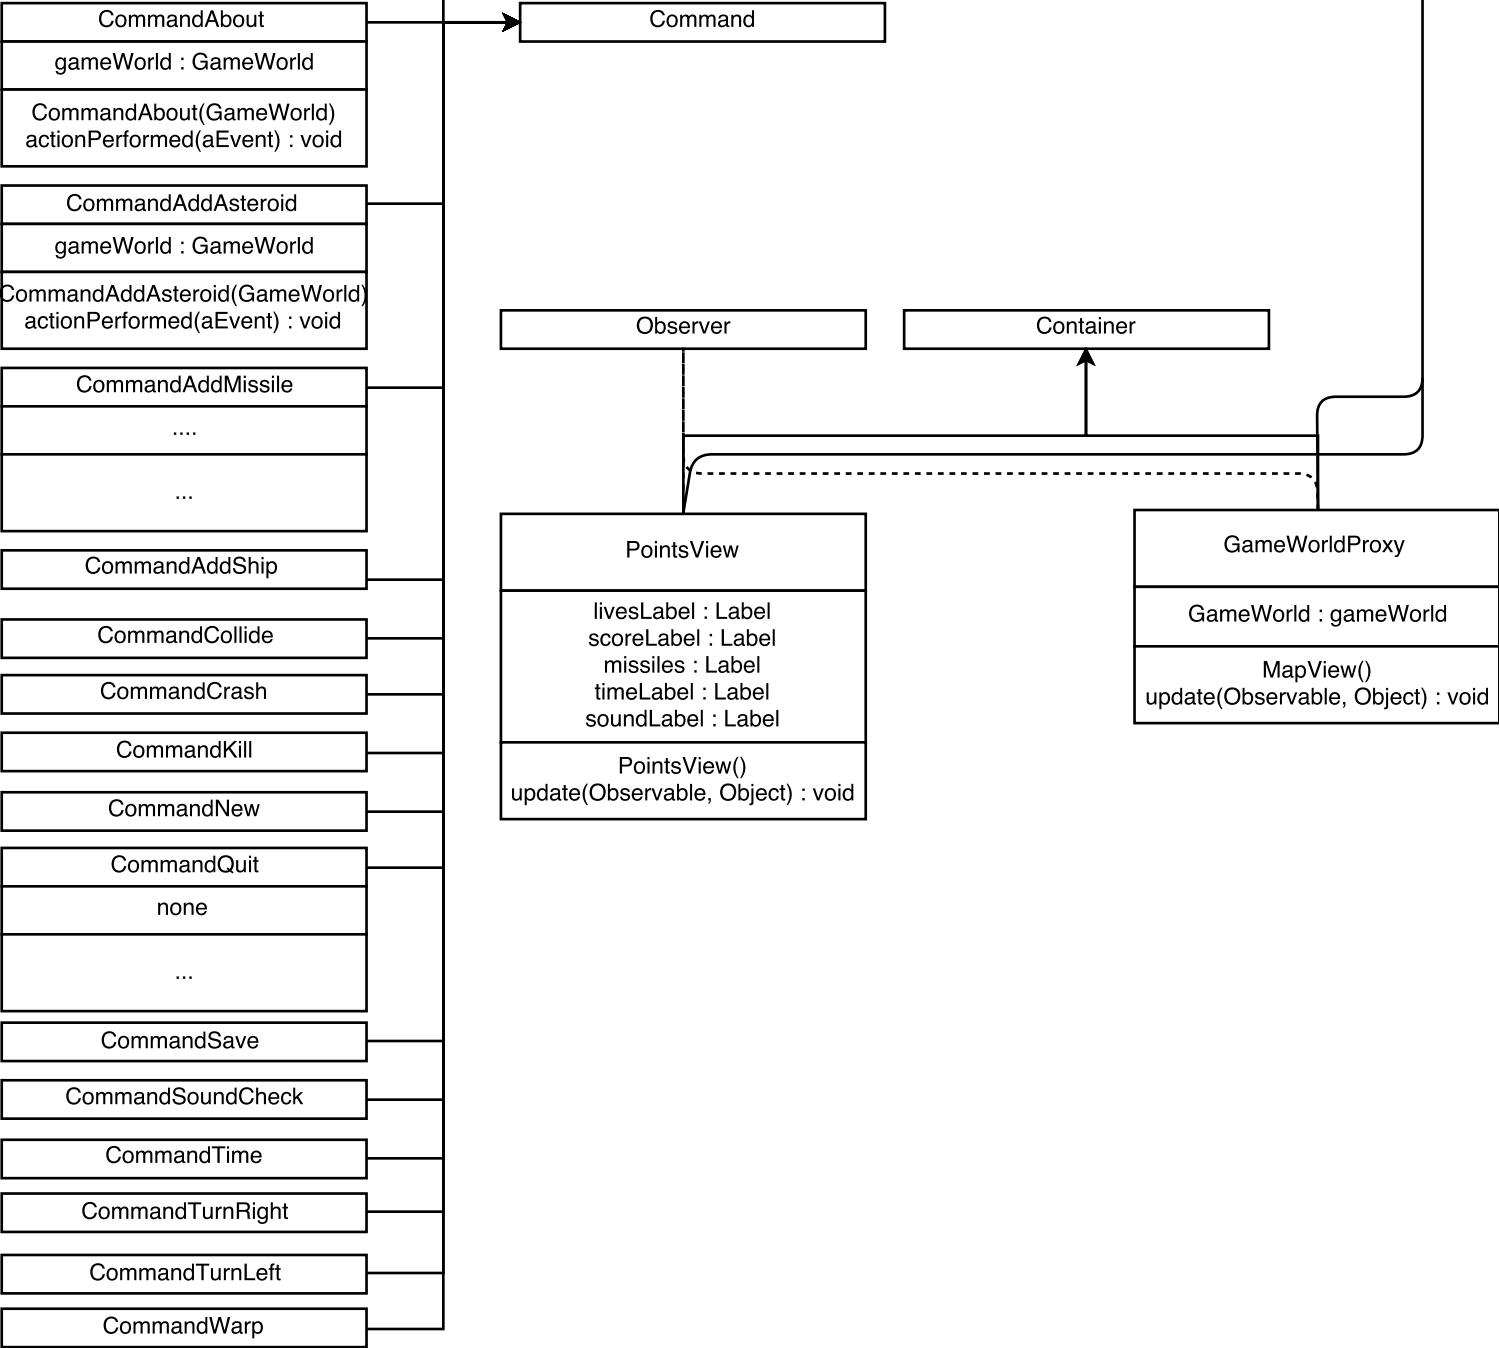 CommandAbout
gameWorld : GameWorld
CommandAbout(GameWorld)
actionPerformed(aEvent) : void
CommandAddAsteroid
gameWorld : GameWorld
CommandAddAsteroid(GameWorld)
actionPerformed(aEvent) : void
CommandAddMissile
....
...
CommandAddShip
CommandCollide
CommandCrash
CommandKill
CommandNew
CommandQuit
none
...
CommandSave
CommandSoundCheck
CommandTime
CommandTurnRight
CommandTurnLeft
CommandWarp
Command
Observer
Container
PointsView
livesLabel : Label
scoreLabel : Label
missiles : Label
timeLabel : Label
soundLabel : Label
PointsView()
update(Observable, Object) : void
GameWorldProxy
GameWorld : gameWorld
MapView()
update(Observable, Object) : void